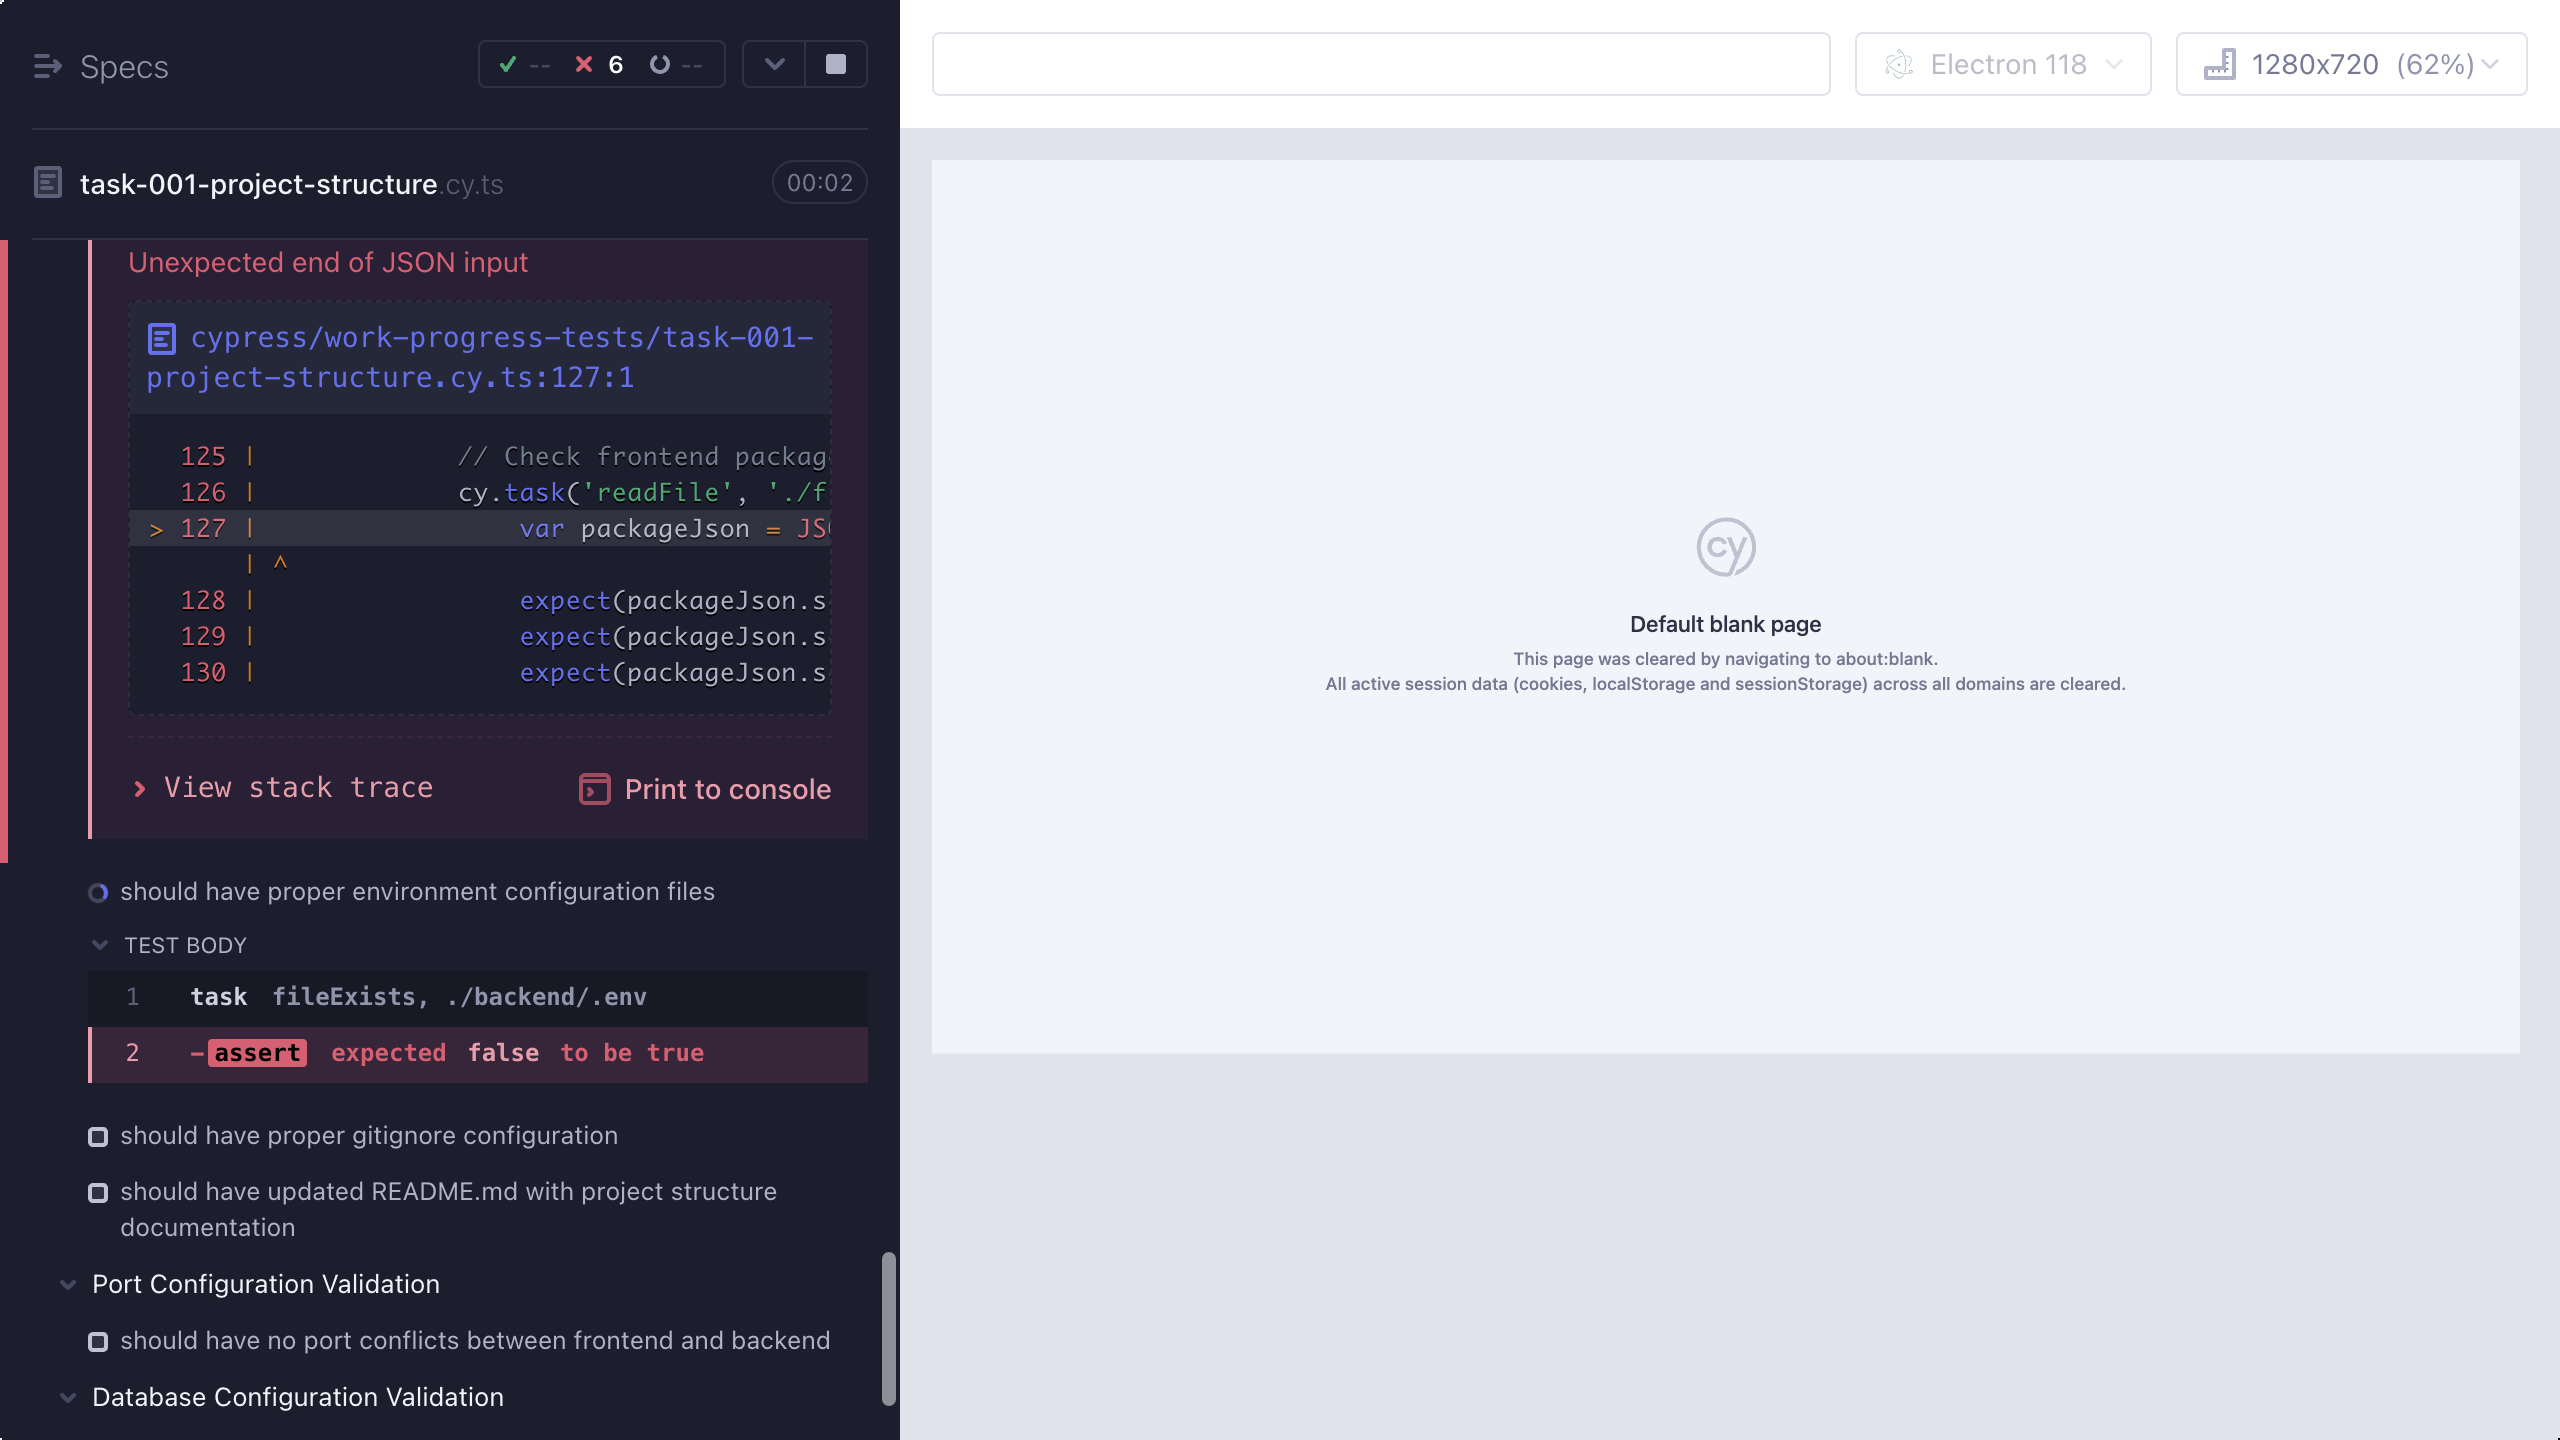 Specs
-- 6 --
task-001-project-structure.cy.ts 00:02
Unexpected end of JSON input
cypress/work-progress-tests/task-001-
project-structure.cy.ts:127:1
125 | // Check frontend packag
126 | cy.task('readFile', './f
> 127 | var packageJson = JS
| ^
128 | expect(packageJson.s
129 | expect(packageJson.s
130 | expect(packageJson.s
View stack trace
Print to console
should have proper environment configuration files
TEST BODY
1 task fileExists, ./backend/.env
2 -assert expected false to be true
should have proper gitignore configuration
should have updated README.md with project structure
documentation
Port Configuration Validation
should have no port conflicts between frontend and backend
Database Configuration Validation
Electron 118
1280x720 (62%)
cy
Default blank page
This page was cleared by navigating to about:blank.
All active session data (cookies, localStorage and sessionStorage) across all domains are cleared.